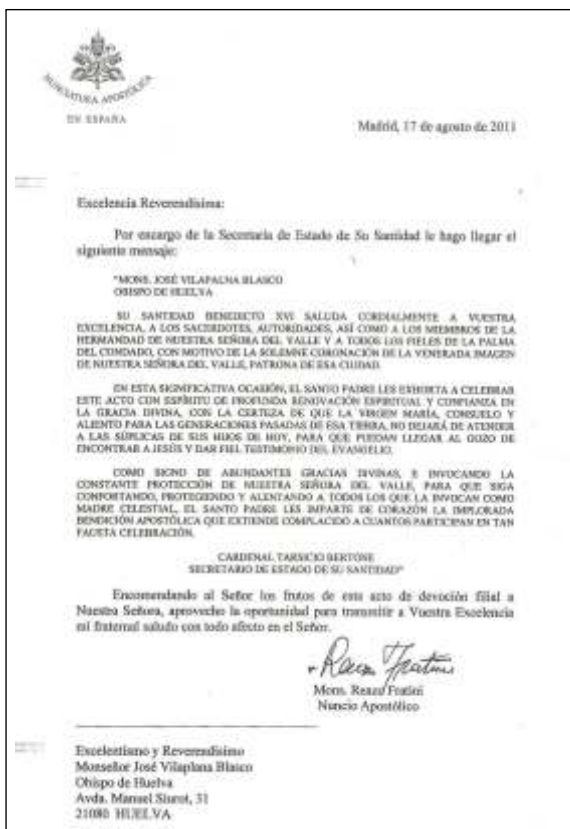 NUNCIATURA APOSTÓLICA
EN ESPAÑA
Madrid, 17 de agosto de 2011
Excelencia Reverendísima:
Por encargo de la Secretaría de Estado de Su Santidad le hago llegar el
siguiente mensaje:
"MONS. JOSÉ VILAPALNA BLASCO
OBISPO DE HUELVA
SU SANTIDAD BENEDICTO XVI SALUDA CORDIALMENTE A VUESTRA
EXCELENCIA, A LOS SACERDOTES, AUTORIDADES, ASÍ COMO A LOS MIEMBROS DE LA
HERMANDAD DE NUESTRA SEÑORA DEL VALLE Y A TODOS LOS FIELES DE LA PALMA
DEL CONDADO, CON MOTIVO DE LA SOLEMNE CORONACIÓN DE LA VENERADA IMAGEN
DE NUESTRA SEÑORA DEL VALLE, PATRONA DE ESA CIUDAD.
EN ESTA SIGNIFICATIVA OCASIÓN, EL SANTO PADRE LES EXHORTA A CELEBRAR
ESTE ACTO CON ESPÍRITU DE PROFUNDA RENOVACIÓN ESPIRITUAL Y CONFIANZA EN
LA GRACIA DIVINA, CON LA CERTEZA DE QUE LA VIRGEN MARÍA, CONSUELO Y
ALIENTO PARA LAS GENERACIONES PASADAS DE ESA TIERRA, NO DEJARÁ DE ATENDER
A LAS SÚPLICAS DE SUS HIJOS DE HOY, PARA QUE PUEDAN LLEGAR AL GOZO DE
ENCONTRAR A JESÚS Y DAR FIEL TESTIMONIO DEL EVANGELIO.
COMO SIGNO DE ABUNDANTES GRACIAS DIVINAS, E INVOCANDO LA
CONSTANTE PROTECCIÓN DE NUESTRA SEÑORA DEL VALLE, PARA QUE SIGA
CONFORTANDO, PROTEGIENDO Y ALENTANDO A TODOS LOS QUE LA INVOCAN COMO
MADRE CELESTIAL, EL SANTO PADRE LES IMPARTE DE CORAZÓN LA IMPLORADA
BENDICIÓN APOSTÓLICA QUE EXTIENDE COMPLACIDO A CUANTOS PARTICIPAN EN TAN
FAUSTA CELEBRACIÓN.
CARDENAL TARSICIO BERTONE
SECRETARIO DE ESTADO DE SU SANTIDAD"
Encomendando al Señor los frutos de este acto de devoción filial a
Nuestra Señora, aprovecho la oportunidad para transmitir a Vuestra Excelencia
mi fraternal saludo con todo afecto en el Señor.
+ Renzo Fratini
Mons. Renzo Fratini
Nuncio Apostólico
Excelentísmo y Reverendísimo
Monseñor José Vilaplana Blasco
Obispo de Huelva
Avda. Manuel Siurot, 31
21080 HUELVA